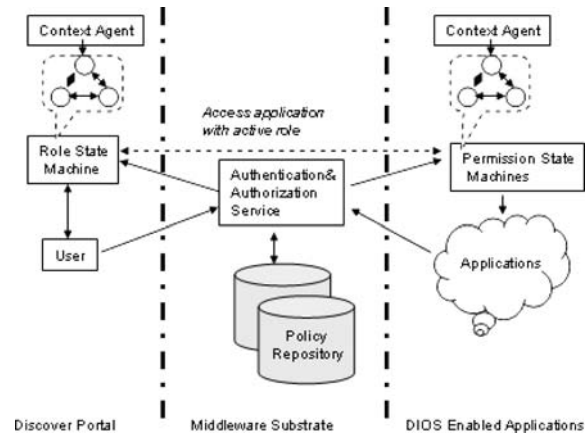 Context Agent
Context Agent
Access application
with active role
Role State
Machine
Authentication&
Authorization
Service
Permission State
Machines
User
Applications
Policy
Repository
Discover Portal
Middleware Substrate
DIOS Enabled Applications